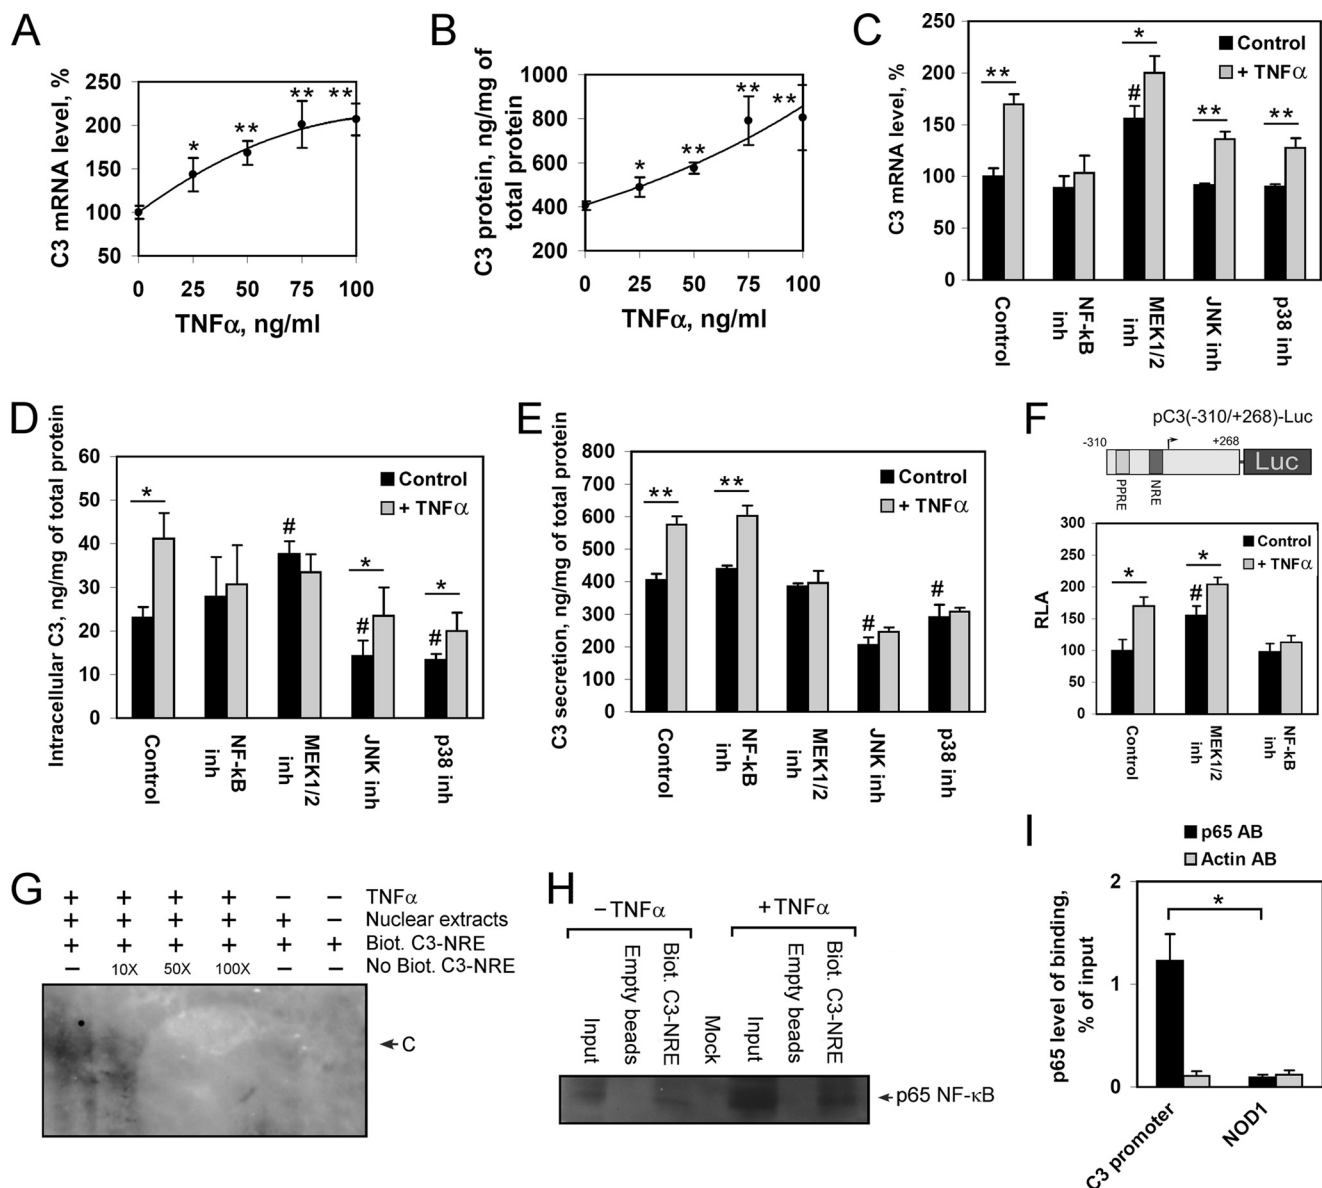 A
C3 mRNA level, %
250
200
150
100
50
*
**
**
**
0 25 50 75 100
TNFα, ng/ml
B
C3 protein, ng/mg of
total protein
1000
800
600
400
200
*
**
**
**
0 25 50 75 100
TNFα, ng/ml
C
C3 mRNA level, %
250
200
150
100
50
0
Control
+ TNFα
**
#
*
**
**
Control
NF-kB
inh
MEK1/2
inh
JNK inh
p38 inh
D
Intracellular C3, ng/mg of total protein
60
50
40
30
20
10
0
Control
+ TNFα
*
#
#
*
#
*
Control
NF-kB
inh
MEK1/2
inh
JNK inh
p38 inh
E
C3 secretion, ng/mg of total protein
800
700
600
500
400
300
200
100
0
Control
+ TNFα
**
**
#
#
Control
NF-kB
inh
MEK1/2
inh
JNK inh
p38 inh
F
pC3(-310/+268)-Luc
-310
+268
Luc
PPRE
NRE
RLA
300
250
200
150
100
50
0
Control
+ TNFα
*
#
*
Control
MEK1/2
inh
NF-kB
inh
G
+ + + + – – TNFα
+ + + + + – Nuclear extracts
+ + + + + + Biot. C3-NRE
– 10X 50X 100X – – No Biot. C3-NRE
C
H
– TNFα
+ TNFα
Input
Empty beads
Biot. C3-NRE
Mock
Input
Empty beads
Biot. C3-NRE
p65 NF-κB
I
p65 AB
Actin AB
p65 level of binding,
% of input
2
1
0
*
C3 promoter
NOD1